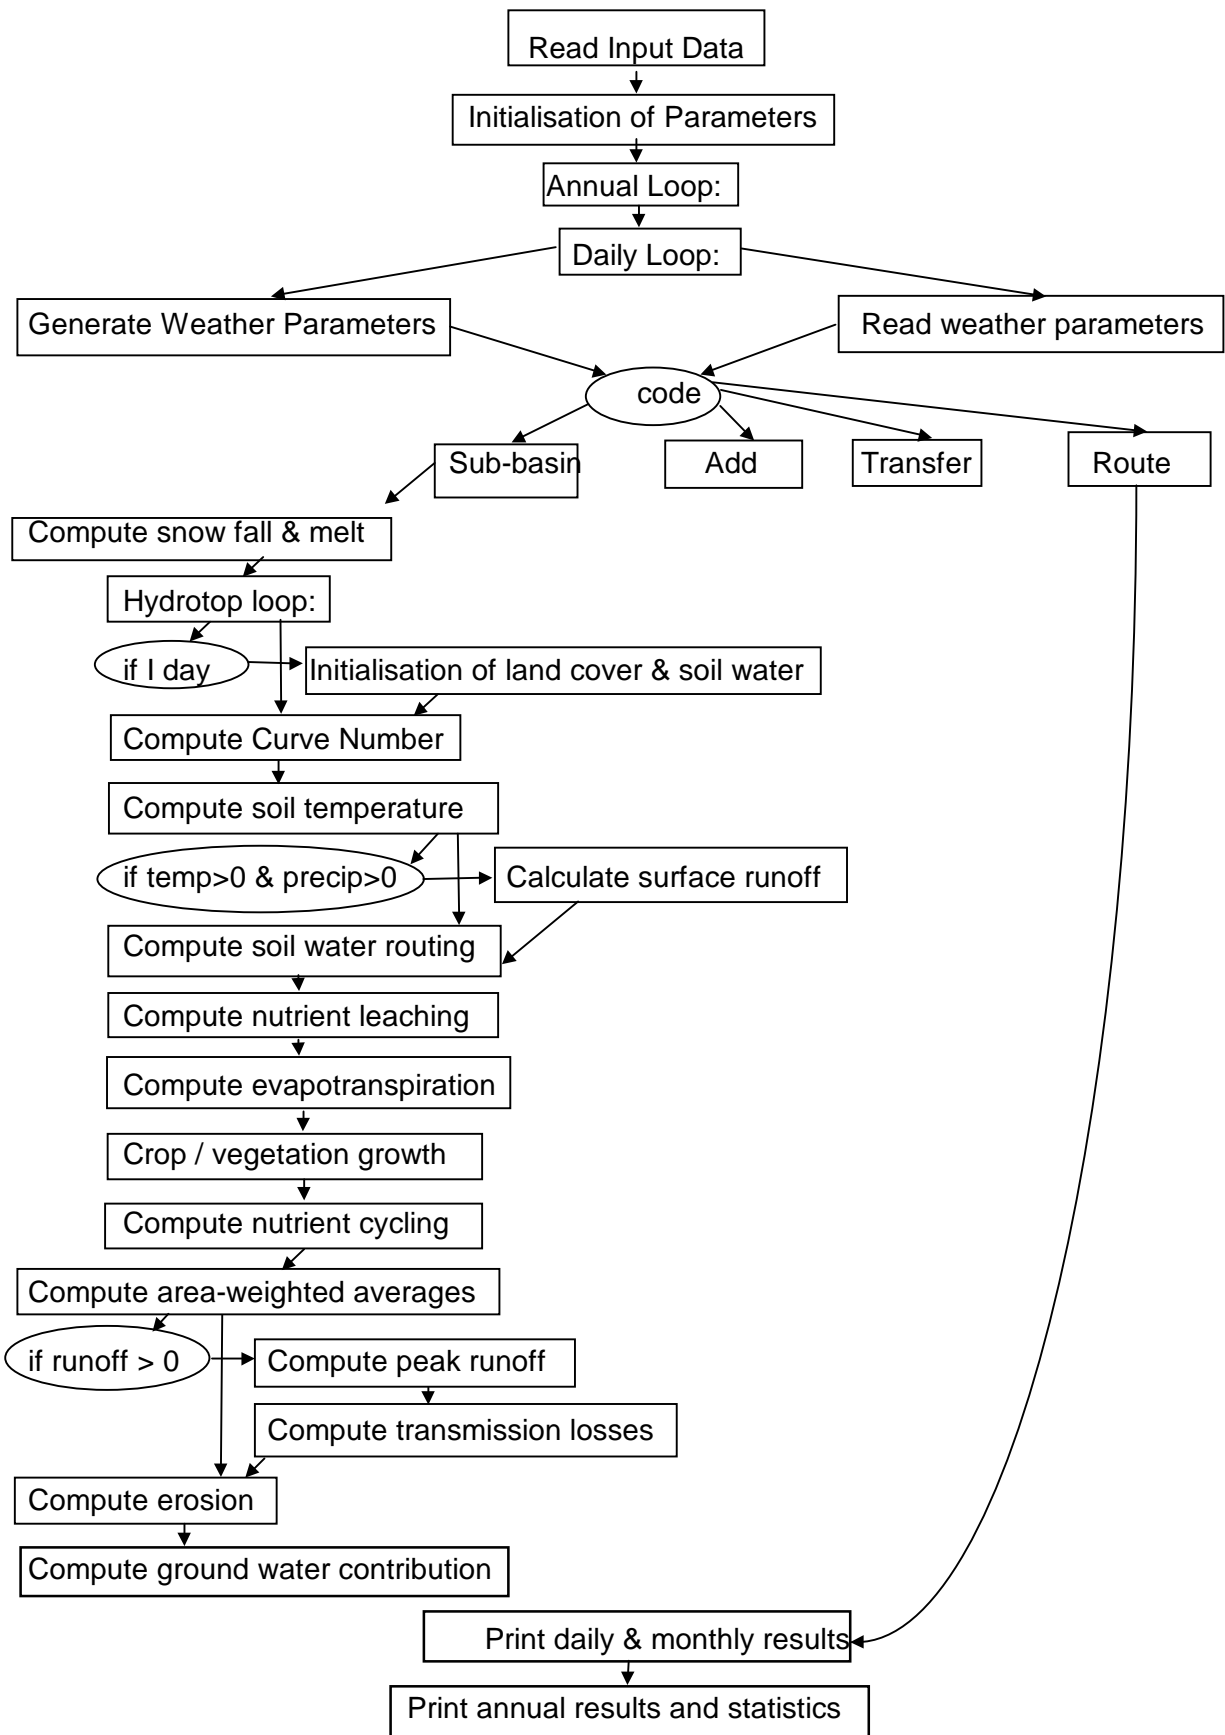 Read Input Data
Initialisation of Parameters
Annual Loop:
Daily Loop:
Generate Weather Parameters
Read weather parameters
code
Sub-basin
Add
Transfer
Route
Compute snow fall & melt
Hydrotop loop:
if I day
Initialisation of land cover & soil water
Compute Curve Number
Compute soil temperature
if temp>0 & precip>0
Calculate surface runoff
Compute soil water routing
Compute nutrient leaching
Compute evapotranspiration
Crop / vegetation growth
Compute nutrient cycling
Compute area-weighted averages
if runoff > 0
Compute peak runoff
Compute transmission losses
Compute erosion
Compute ground water contribution
Print daily & monthly results
Print annual results and statistics